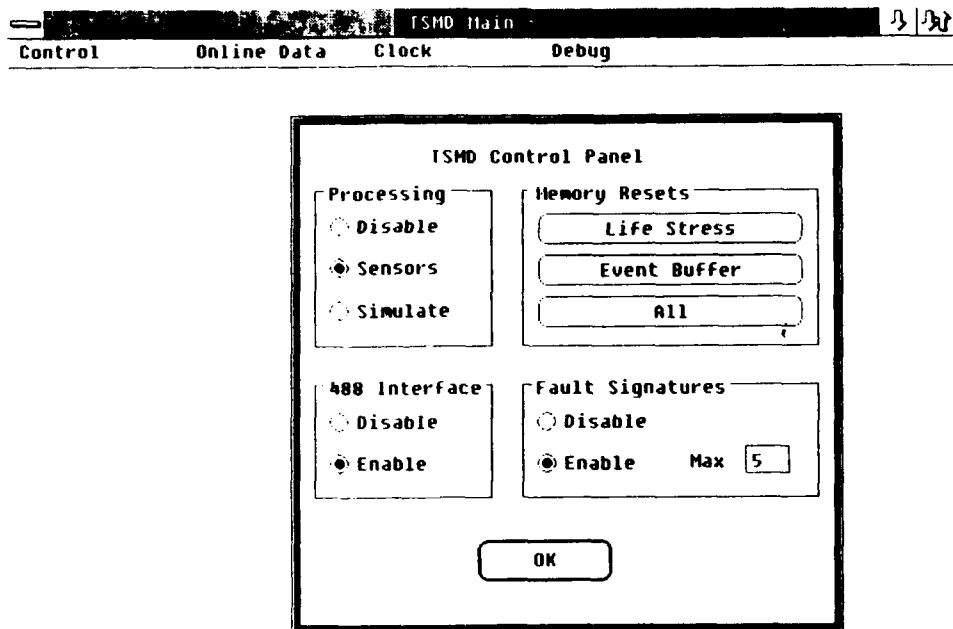 TSMD Main
Control Online Data Clock Debug
TSMD Control Panel
Processing
Disable
Sensors
Simulate
Memory Resets
Life Stress
Event Buffer
All
488 Interface
Disable
Enable
Fault Signatures
Disable
Enable Max 5
OK